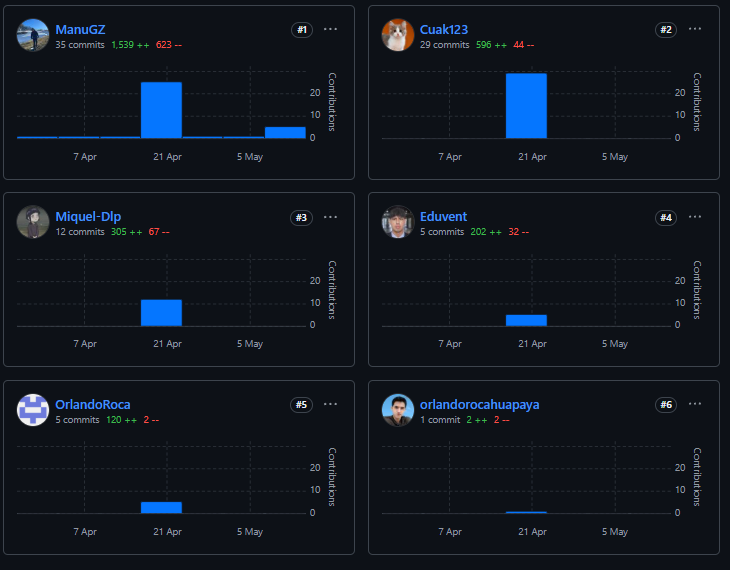 ManuGZ #1 ...
35 commits 1,539 ++ 623 --
Contributions
20
10
0
7 Apr 21 Apr 5 May
Cuak123 #2 ...
29 commits 596 ++ 44 --
Contributions
20
10
0
7 Apr 21 Apr 5 May
Miquel-Dlp #3 ...
12 commits 305 ++ 67 --
Contributions
20
10
0
7 Apr 21 Apr 5 May
Eduvent #4 ...
5 commits 202 ++ 32 --
Contributions
20
10
0
7 Apr 21 Apr 5 May
OrlandoRoca #5 ...
5 commits 120 ++ 2 --
Contributions
20
10
0
7 Apr 21 Apr 5 May
orlandorocahuapaya #6 ...
1 commit 2 ++ 2 --
Contributions
20
10
0
7 Apr 21 Apr 5 May